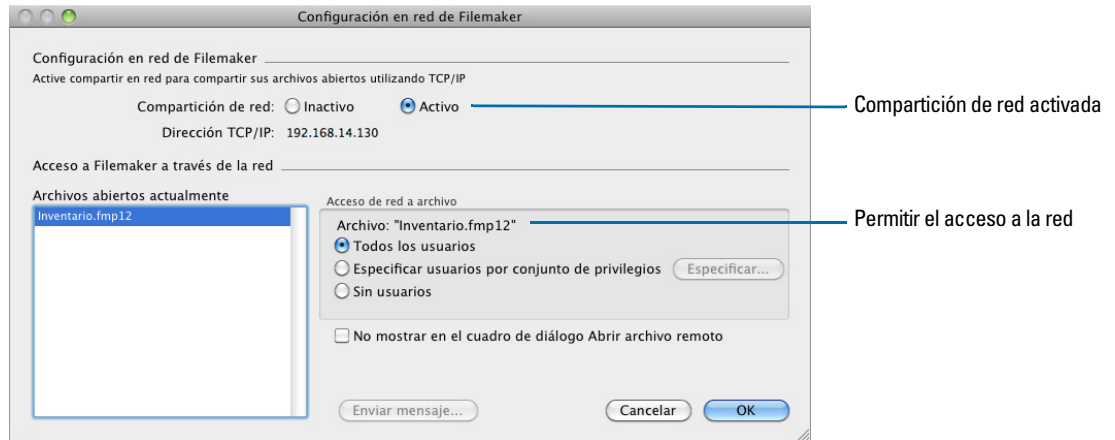 Configuración en red de Filemaker
Configuración en red de Filemaker
Active compartir en red para compartir sus archivos abiertos utilizando TCP/IP
Compartición de red: Inactivo Activo
Compartición de red activada
Dirección TCP/IP: 192.168.14.130
Acceso a Filemaker a través de la red
Archivos abiertos actualmente
Inventario.fmp12
Acceso de red a archivo
Archivo: "Inventario.fmp12"
Permitir el acceso a la red
Todos los usuarios
Especificar usuarios por conjunto de privilegios Especificar...
Sin usuarios
No mostrar en el cuadro de diálogo Abrir archivo remoto
Enviar mensaje... Cancelar OK